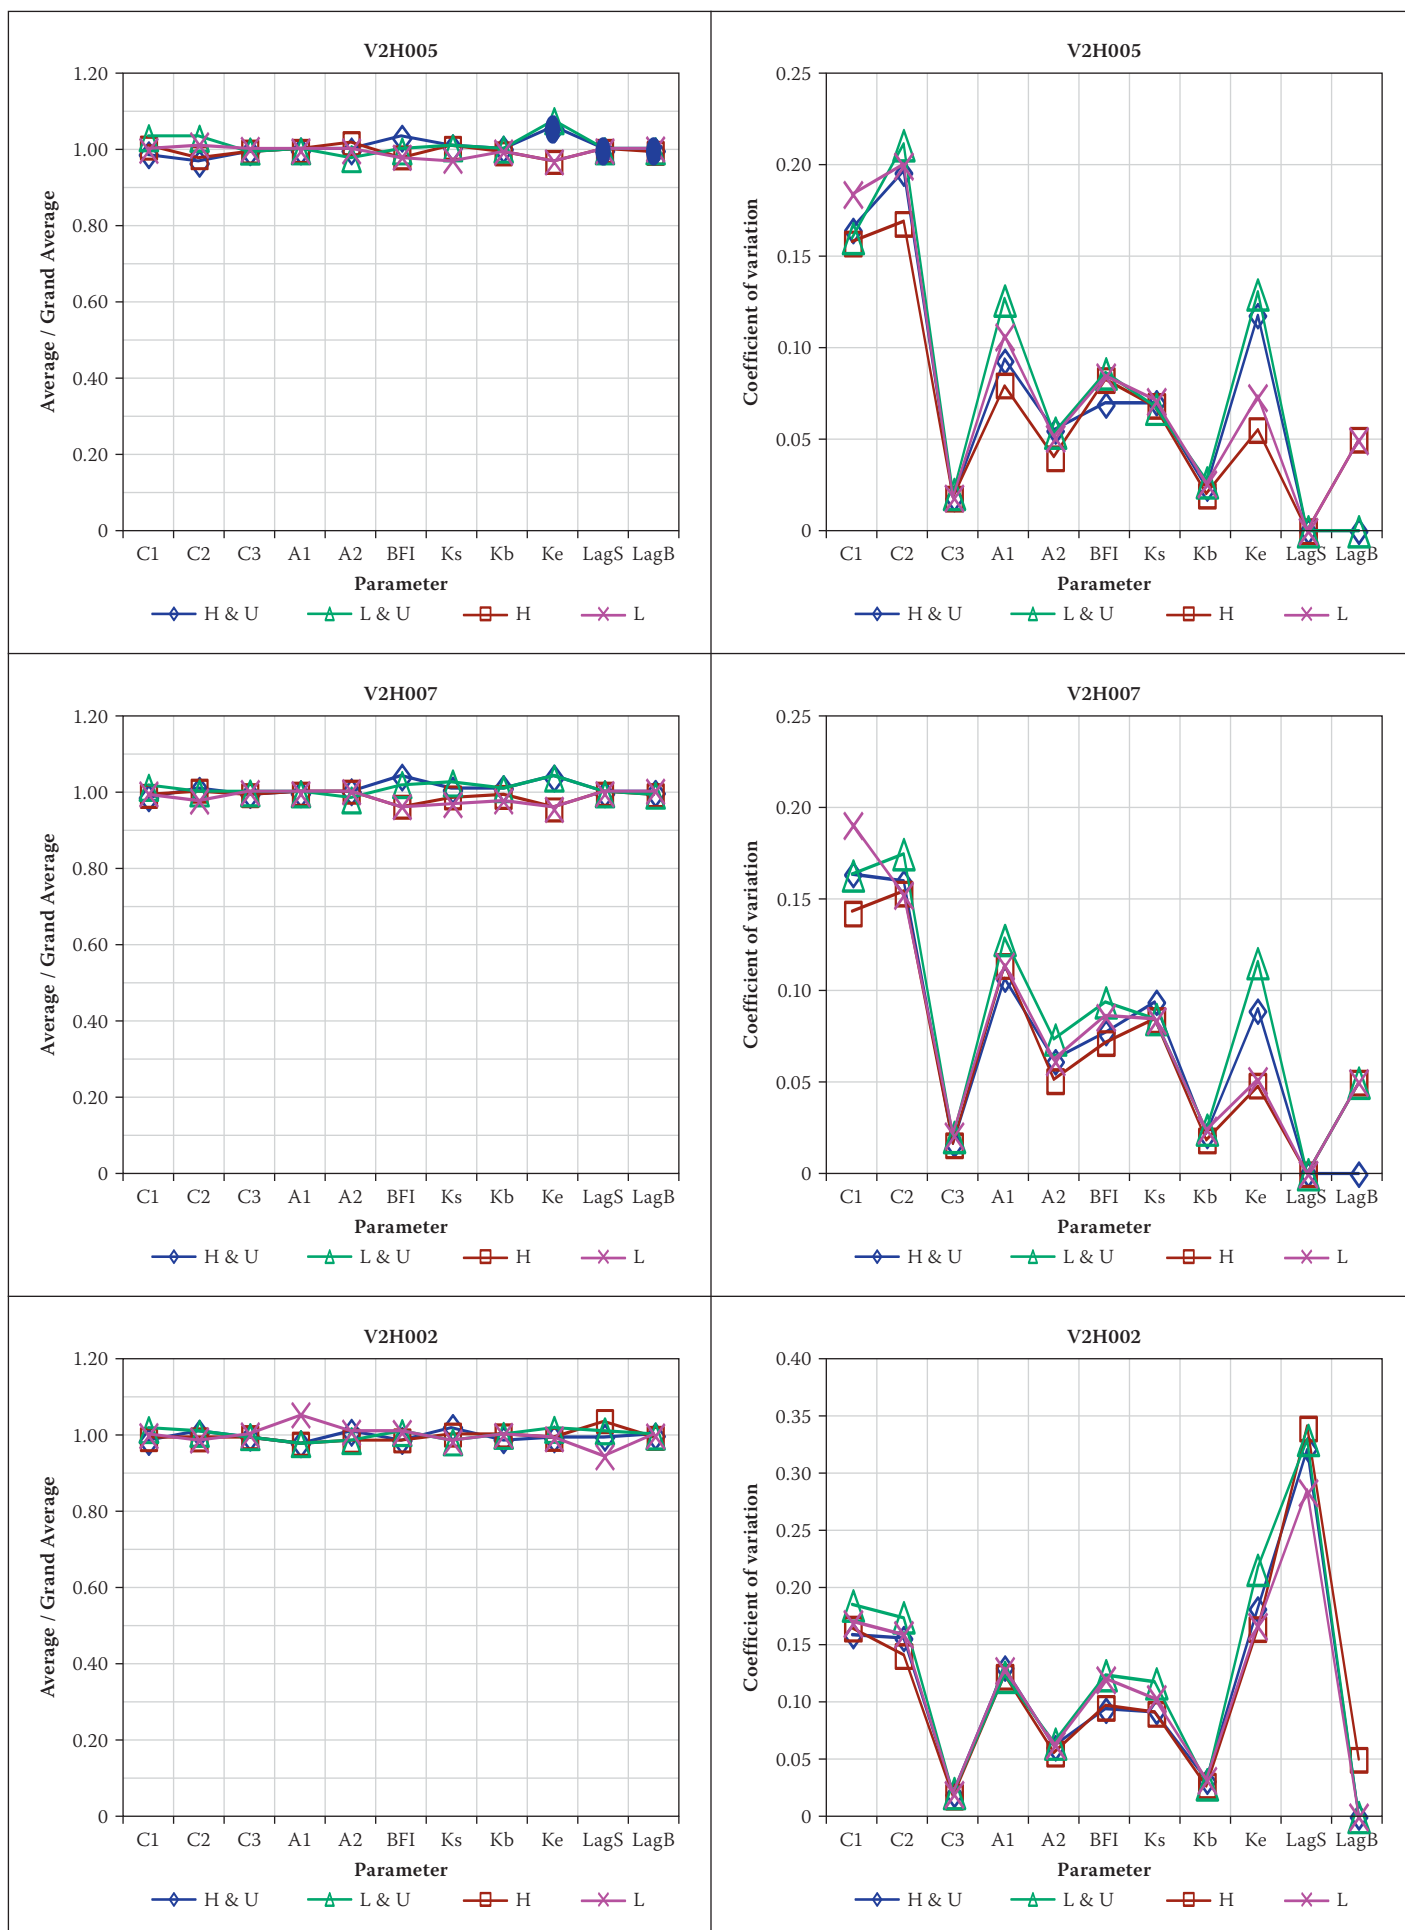 V2H005
1.20
1.00
0.80
0.60
0.40
0.20
0
Average / Grand Average
C1 C2 C3 A1 A2 BFI Ks Kb Ke LagS LagB
Parameter
H & U L & U H L
V2H005
0.25
0.20
0.15
0.10
0.05
0
Coefficient of variation
C1 C2 C3 A1 A2 BFI Ks Kb Ke LagS LagB
Parameter
H & U L & U H L
V2H007
1.20
1.00
0.80
0.60
0.40
0.20
0
Average / Grand Average
C1 C2 C3 A1 A2 BFI Ks Kb Ke LagS LagB
Parameter
H & U L & U H L
V2H007
0.25
0.20
0.15
0.10
0.05
0
Coefficient of variation
C1 C2 C3 A1 A2 BFI Ks Kb Ke LagS LagB
Parameter
H & U L & U H L
V2H002
1.20
1.00
0.80
0.60
0.40
0.20
0
Average / Grand Average
C1 C2 C3 A1 A2 BFI Ks Kb Ke LagS LagB
Parameter
H & U L & U H L
V2H002
0.40
0.35
0.30
0.25
0.20
0.15
0.10
0.05
0
Coefficient of variation
C1 C2 C3 A1 A2 BFI Ks Kb Ke LagS LagB
Parameter
H & U L & U H L